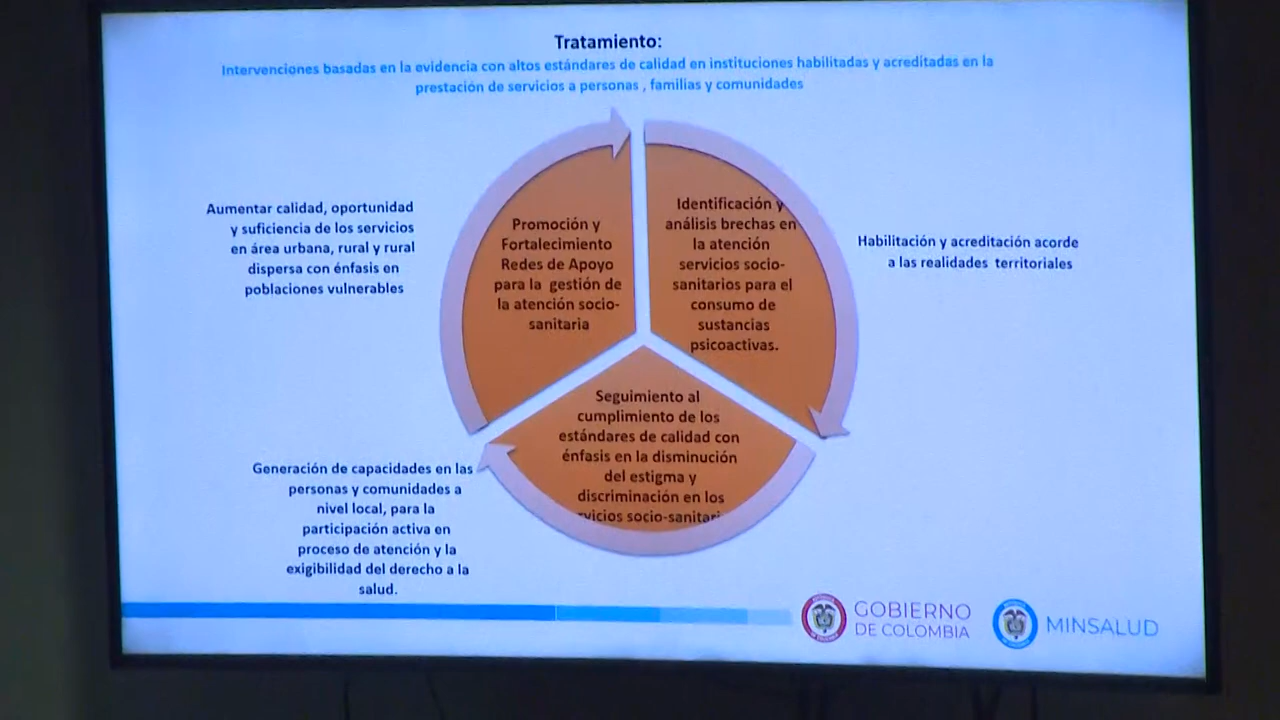 Tratamiento:
Intervenciones basadas en la evidencia con altos estándares de calidad en instituciones habilitadas y acreditadas en la
prestación de servicios a personas , familias y comunidades
Aumentar calidad, oportunidad
y suficiencia de los servicios
en área urbana, rural y rural
dispersa con énfasis en
poblaciones vulnerables
Promoción y
Fortalecimiento
Redes de Apoyo
para la gestión de
la atención socio-
sanitaria
Identificación y
análisis brechas en
la atención
servicios socio-
sanitarios para el
consumo de
sustancias
psicoactivas.
Habilitación y acreditación acorde
a las realidades territoriales
Seguimiento al
cumplimiento de los
estándares de calidad con
énfasis en la disminución
del estigma y
discriminación en los
Generación de capacidades en las
personas y comunidades a
nivel local, para la
participación activa en
proceso de atención y la
exigibilidad del derecho a la
salud.
GOBIERNO
DE COLOMBIA
MINSALUD